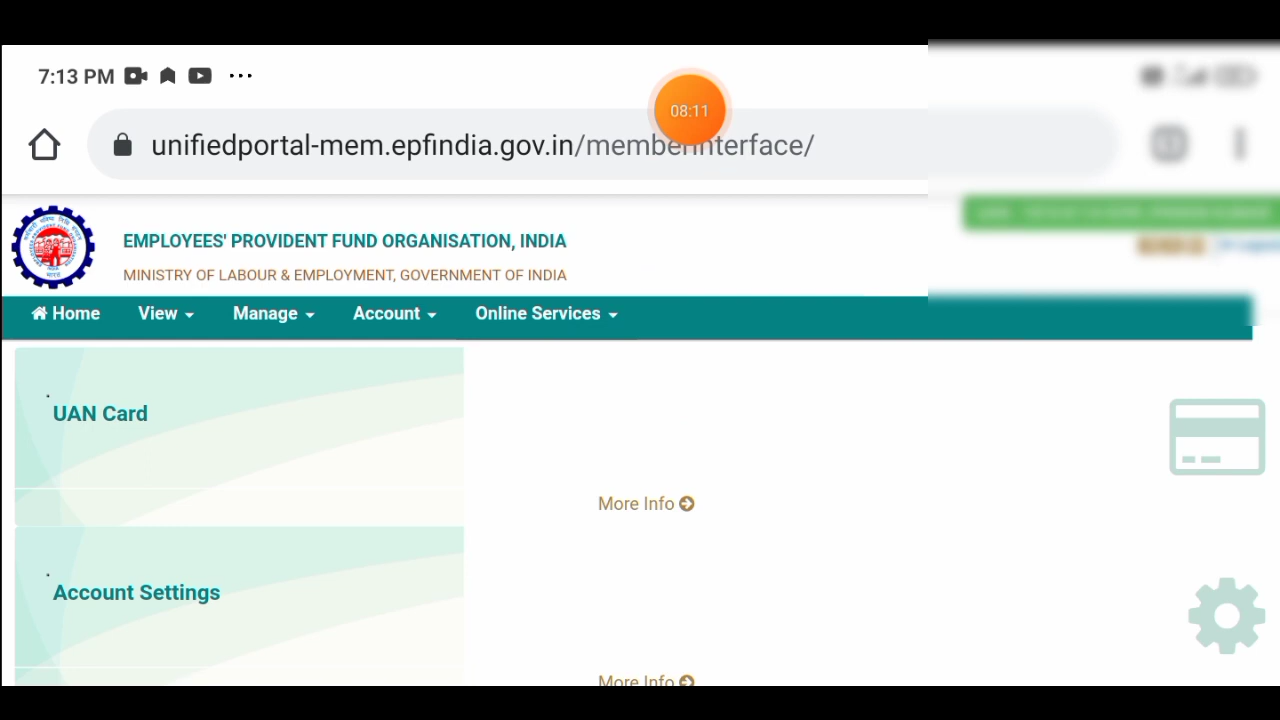 7:13 PM
08:11
unifiedportal-mem.epfindia.gov.in/memberinterface/
EMPLOYEES' PROVIDENT FUND ORGANISATION, INDIA
MINISTRY OF LABOUR & EMPLOYMENT, GOVERNMENT OF INDIA
Home View Manage Account Online Services
UAN Card
More Info
Account Settings
More Info